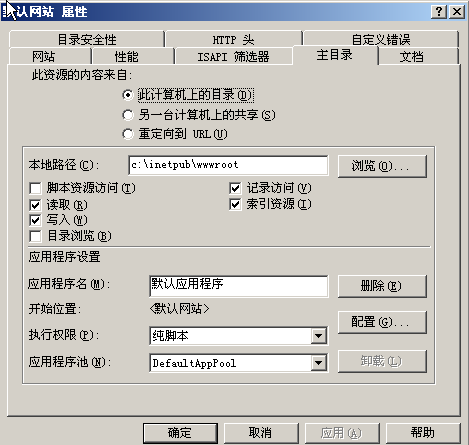 默认网站 属性
目录安全性 HTTP 头 自定义错误
网站 性能 ISAPI 筛选器 主目录 文档
此资源的内容来自:
此计算机上的目录(D)
另一台计算机上的共享(S)
重定向到 URL(U)
本地路径(C): c:\inetpub\wwwroot 浏览(O)...
脚本资源访问(T) 记录访问(V)
读取(R) 索引资源(I)
写入(W)
目录浏览(B)
应用程序设置
应用程序名(M): 默认应用程序 删除(E)
开始位置: <默认网站>
配置(G)...
执行权限(P): 纯脚本
应用程序池(N): DefaultAppPool 卸载(L)
确定 取消 应用(A) 帮助